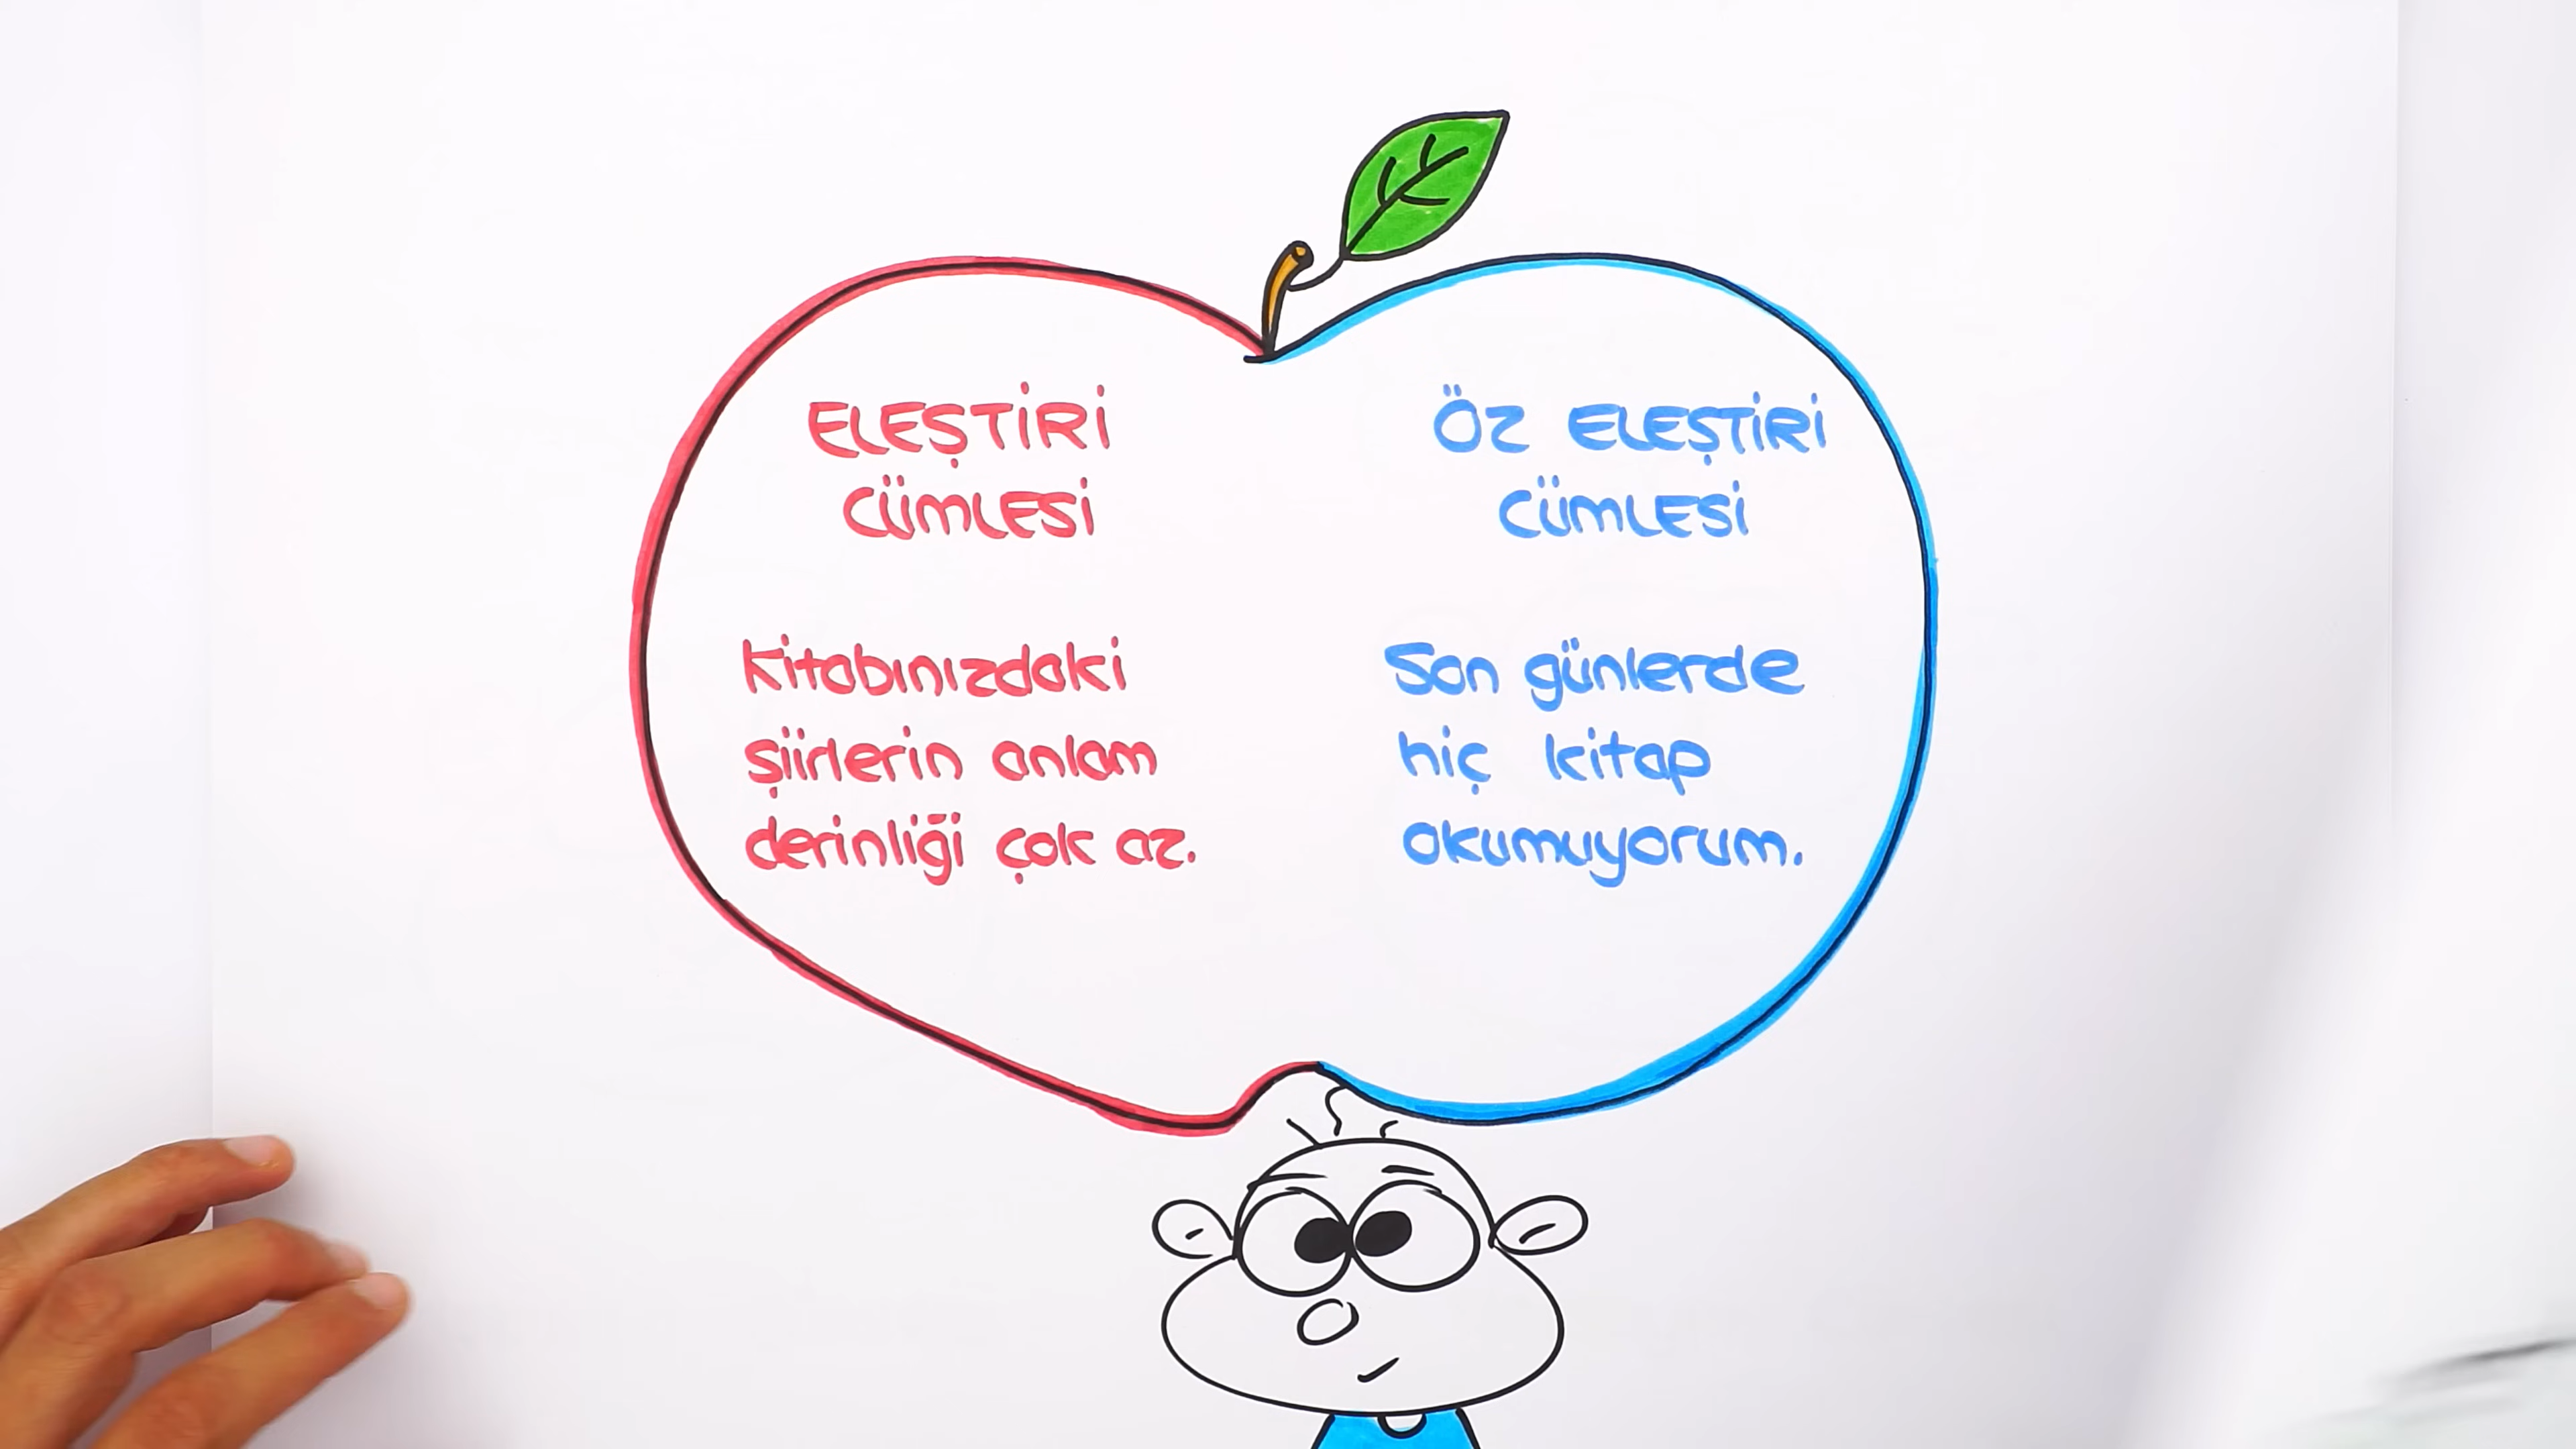 ELEŞTİRİ
CÜMLESİ
Kitabınızdaki
şiirlerin anlam
derinliği çok az.
ÖZ ELEŞTİRİ
CÜMLESİ
Son günlerde
hiç kitap
okumuyorum.